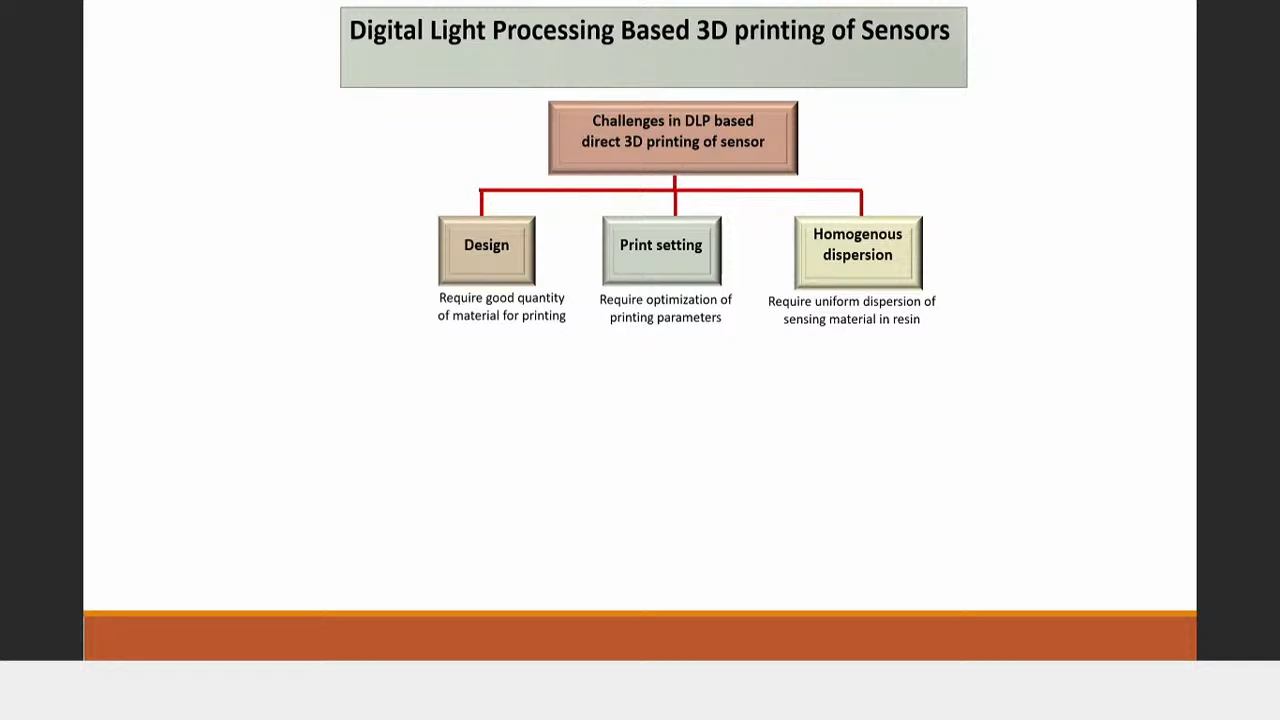 Digital Light Processing Based 3D printing of Sensors
Challenges in DLP based
direct 3D printing of sensor
Design
Require good quantity
of material for printing
Print setting
Require optimization of
printing parameters
Homogenous
dispersion
Require uniform dispersion of
sensing material in resin